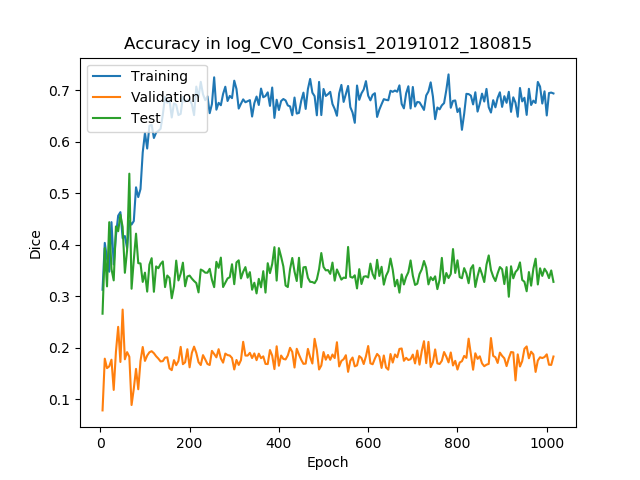 Accuracy in log_CV0_Consis1_20191012_180815
Training
Validation
Test
Dice
0.7
0.6
0.5
0.4
0.3
0.2
0.1
0 200 400 600 800 1000
Epoch